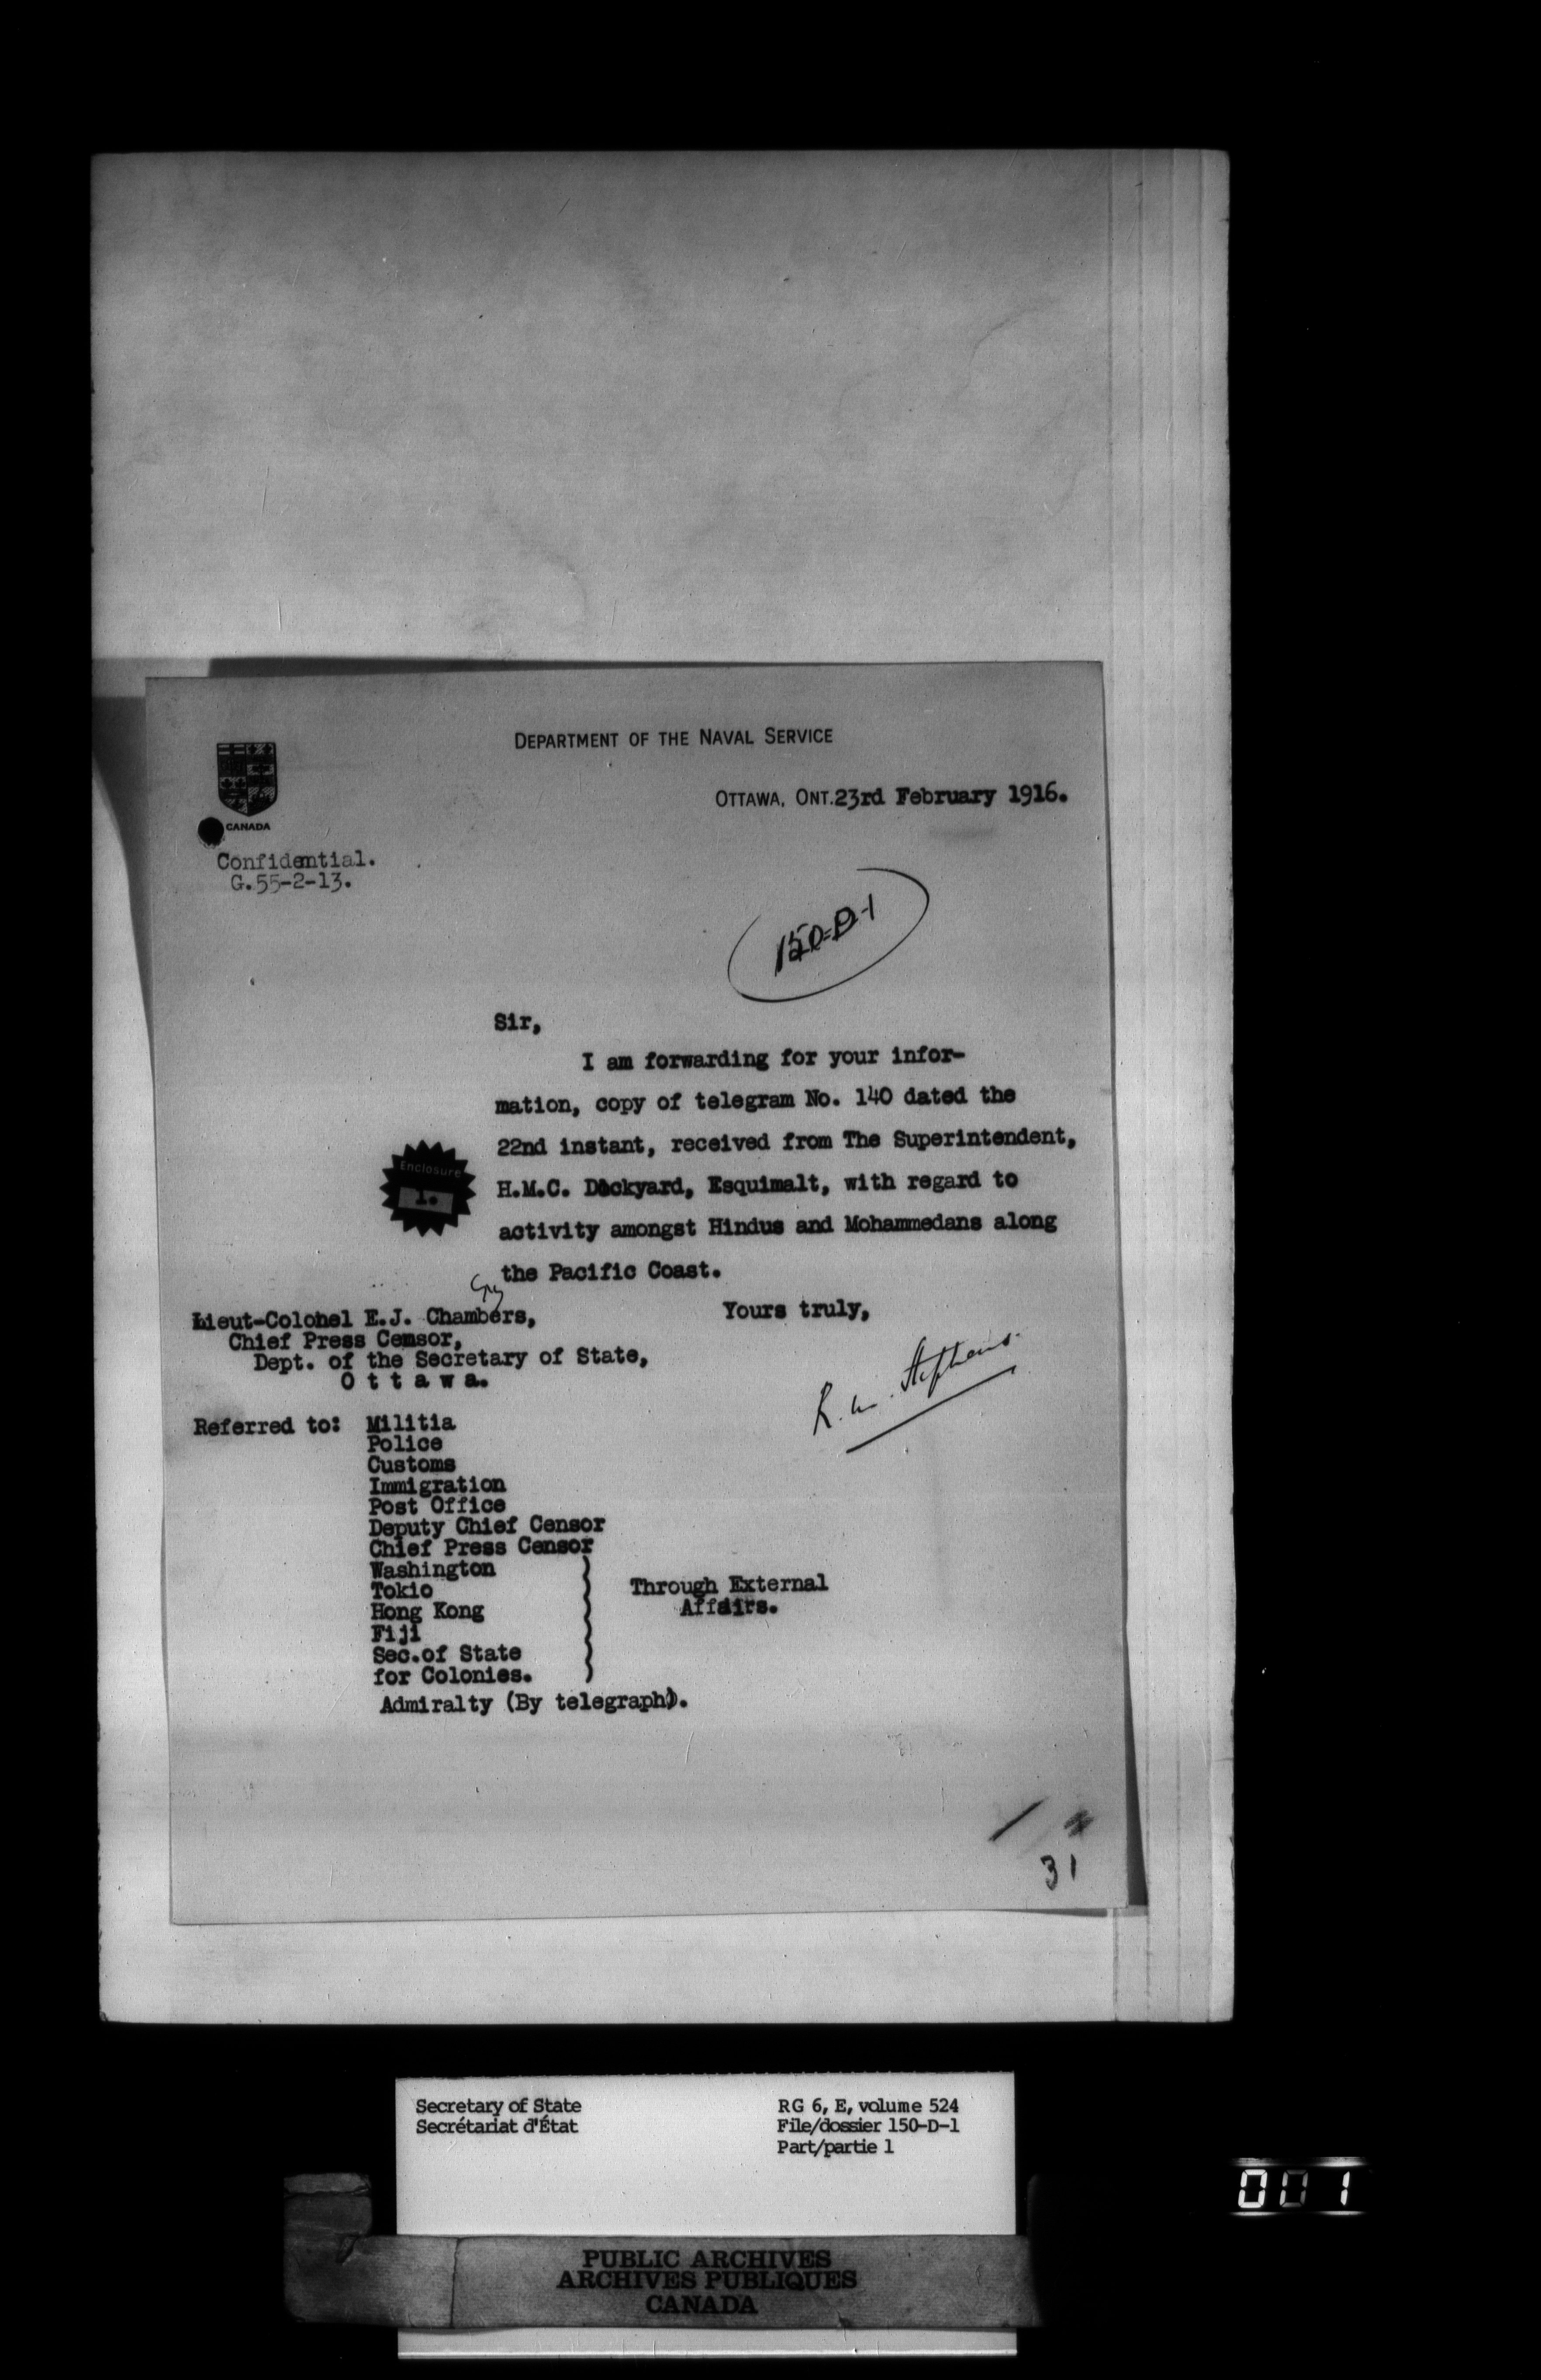 DEPARTMENT OF THE NAVAL SERVICE
OTTAWA, ONT. 23rd February 1916.
CANADA
Confidential.
G.55-2-13.
150-D-1
Sir,
I am forwarding for your infor-
mation, copy of telegram No. 140 dated the
22nd instant, received from The Superintendent,
Enclosure
1.
H.M.C. Dockyard, Esquimalt, with regard to
activity amongst Hindus and Mohammedans along
the Pacific Coast.
Lieut-Colonel E.J. Chambers,
Chief Press Censor,
Dept. of the Secretary of State,
O t t a w a.
Yours truly,
R. M. Stephens.
Referred to: Militia
Police
Customs
Immigration
Post Office
Deputy Chief Censor
Chief Press Censor
Washington
Tokio
Hong Kong
Fiji
Sec.of State
for Colonies.
Through External
Affairs.
Admiralty (By telegraph).
31
Secretary of State
Secrétariat d'État
RG 6, E, volume 524
File/dossier 150-D-1
Part/partie 1
PUBLIC ARCHIVES
ARCHIVES PUBLIQUES
CANADA
001